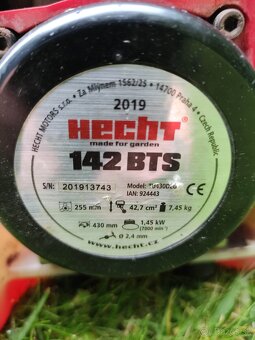 HECHT MOTORS s.r.o. • Za Mlýnem 1562/25 • 14700 Praha 4 • Czech Republic
2019
HECHT
made for garden
142 BTS
S/N: 201913743
Model:
IAN: 924443
CE
255 mm
42,7 cm³
7,45 kg
430 mm
1,45 kW
(7000 min⁻¹)
Ø 2,4 mm
www.hecht.cz